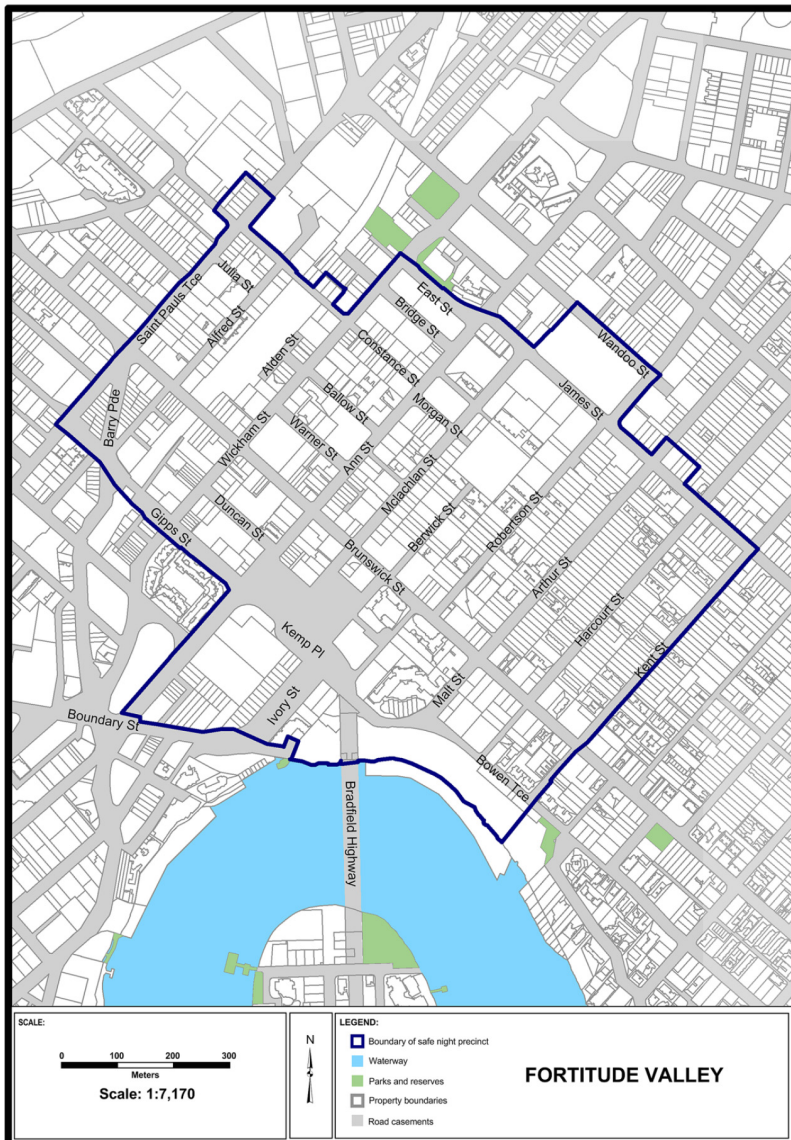 Julia St
Saint Pauls Tce
Alfred St
Alden St
East St
Bridge St
Constance St
Wandoo St
James St
Barry Pde
Wickham St
Warner St
Ballow St
Ann St
Morgan St
Mclachlan St
Gipps St
Duncan St
Brunswick St
Berwick St
Robertson St
Arthur St
Harcourt St
Kent St
Kemp Pl
Ivory St
Matt St
Boundary St
Bowen Tce
Bradfield Highway
SCALE:
0 100 200 300
Meters
Scale: 1:7,170
N
LEGEND:
Boundary of safe night precinct
Waterway
Parks and reserves
Property boundaries
Road casements
FORTITUDE VALLEY